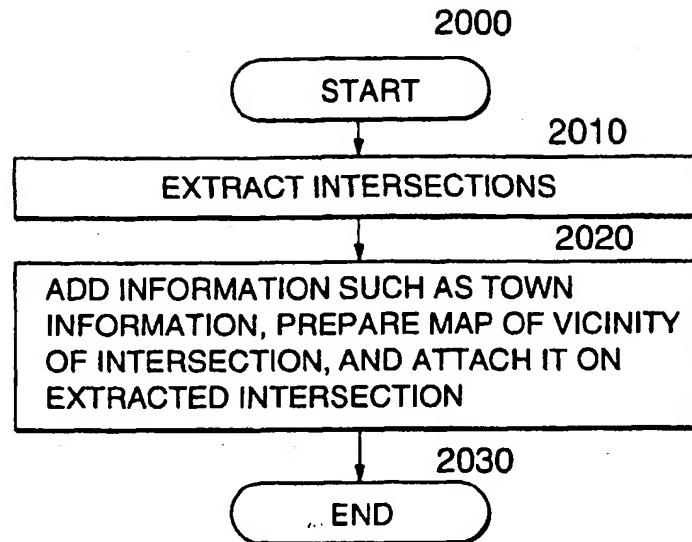 2000
START
2010
EXTRACT INTERSECTIONS
2020
ADD INFORMATION SUCH AS TOWN
INFORMATION, PREPARE MAP OF VICINITY
OF INTERSECTION, AND ATTACH IT ON
EXTRACTED INTERSECTION
2030
END